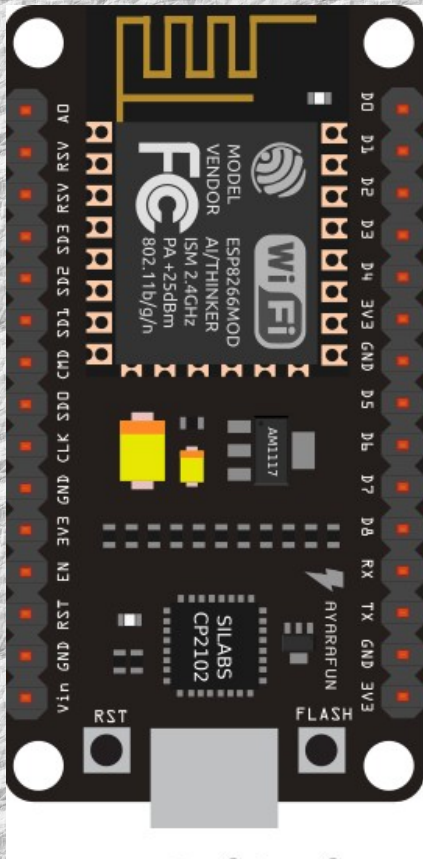 A0
RSV
RSV
SD3
SD2
SD1
CMD
SD0
CLK
GND
3V3
EN
RST
GND
Vin
D0
D1
D2
D3
D4
3V3
GND
D5
D6
D7
D8
RX
TX
GND
3V3
MODEL ESP8266MOD
VENDOR AI/THINKER
ISM 2.4GHz
PA +25dBm
802.11b/g/n
FC
Wi Fi
AM1117
SILABS
CP2102
AYARAFUN
RST
FLASH